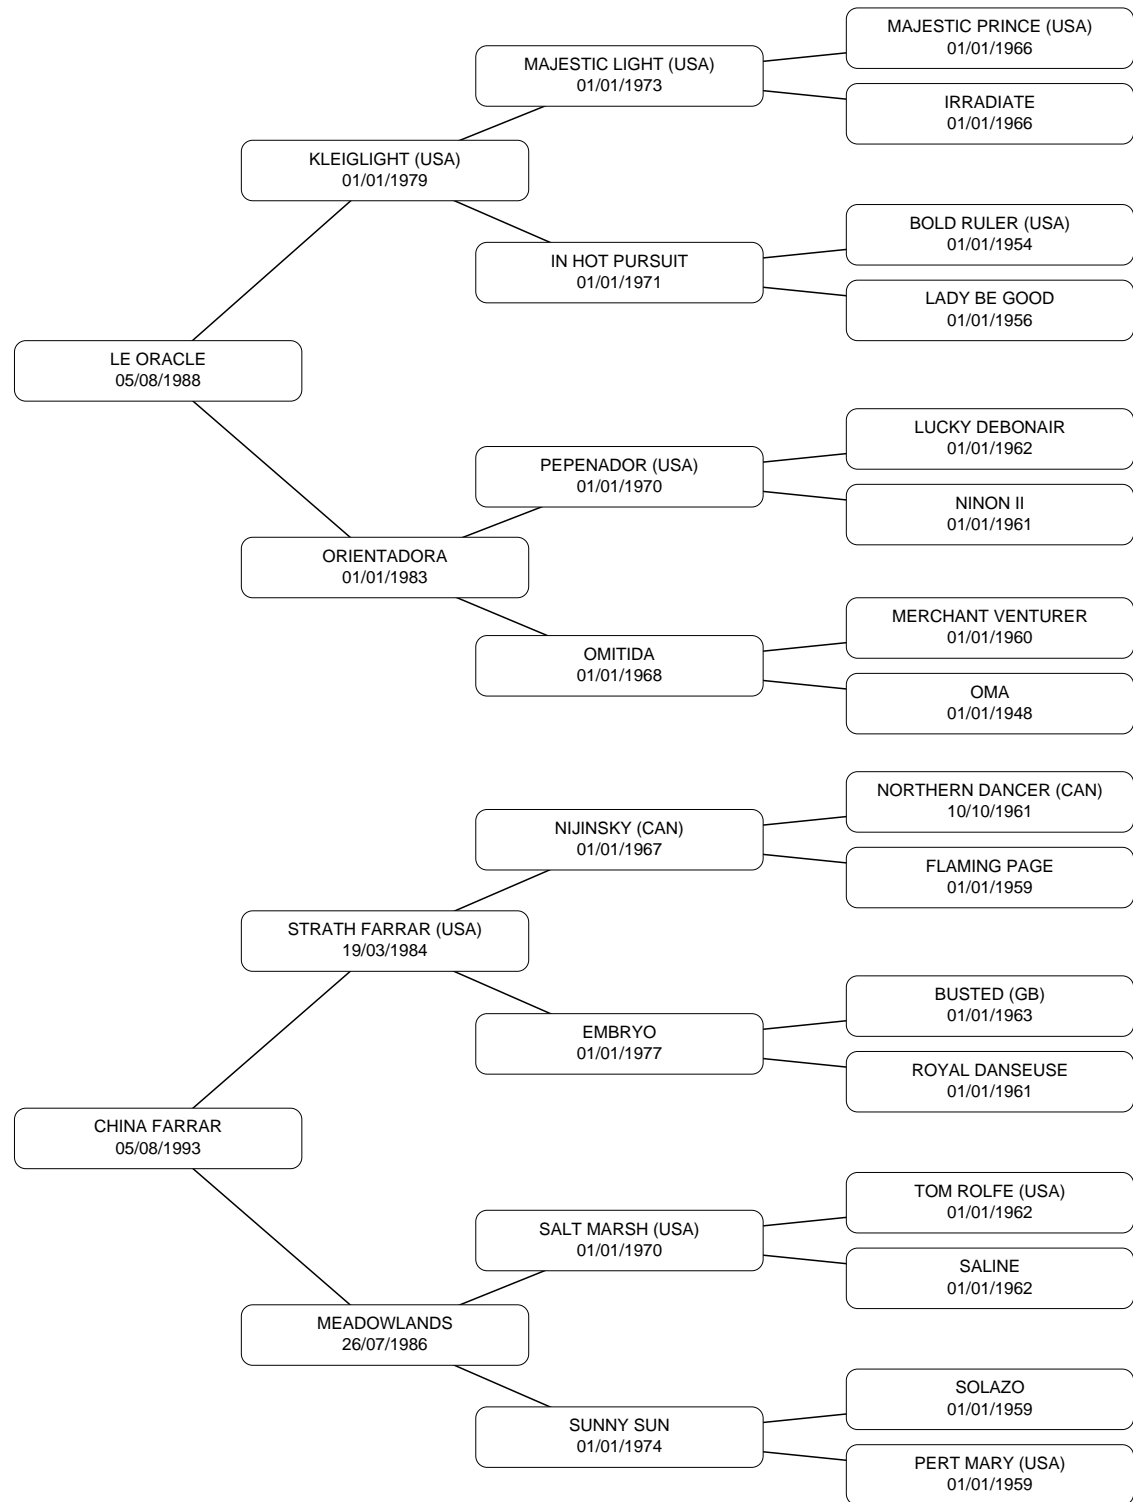 MAJESTIC PRINCE (USA)
01/01/1966
MAJESTIC LIGHT (USA)
01/01/1973
IRRADIATE
01/01/1966
KLEIGLIGHT (USA)
01/01/1979
BOLD RULER (USA)
01/01/1954
IN HOT PURSUIT
01/01/1971
LADY BE GOOD
01/01/1956
LE ORACLE
05/08/1988
LUCKY DEBONAIR
01/01/1962
PEPENADOR (USA)
01/01/1970
NINON II
01/01/1961
ORIENTADORA
01/01/1983
MERCHANT VENTURER
01/01/1960
OMITIDA
01/01/1968
OMA
01/01/1948
NORTHERN DANCER (CAN)
10/10/1961
NIJINSKY (CAN)
01/01/1967
FLAMING PAGE
01/01/1959
STRATH FARRAR (USA)
19/03/1984
BUSTED (GB)
01/01/1963
EMBRYO
01/01/1977
ROYAL DANSEUSE
01/01/1961
CHINA FARRAR
05/08/1993
TOM ROLFE (USA)
01/01/1962
SALT MARSH (USA)
01/01/1970
SALINE
01/01/1962
MEADOWLANDS
26/07/1986
SOLAZO
01/01/1959
SUNNY SUN
01/01/1974
PERT MARY (USA)
01/01/1959